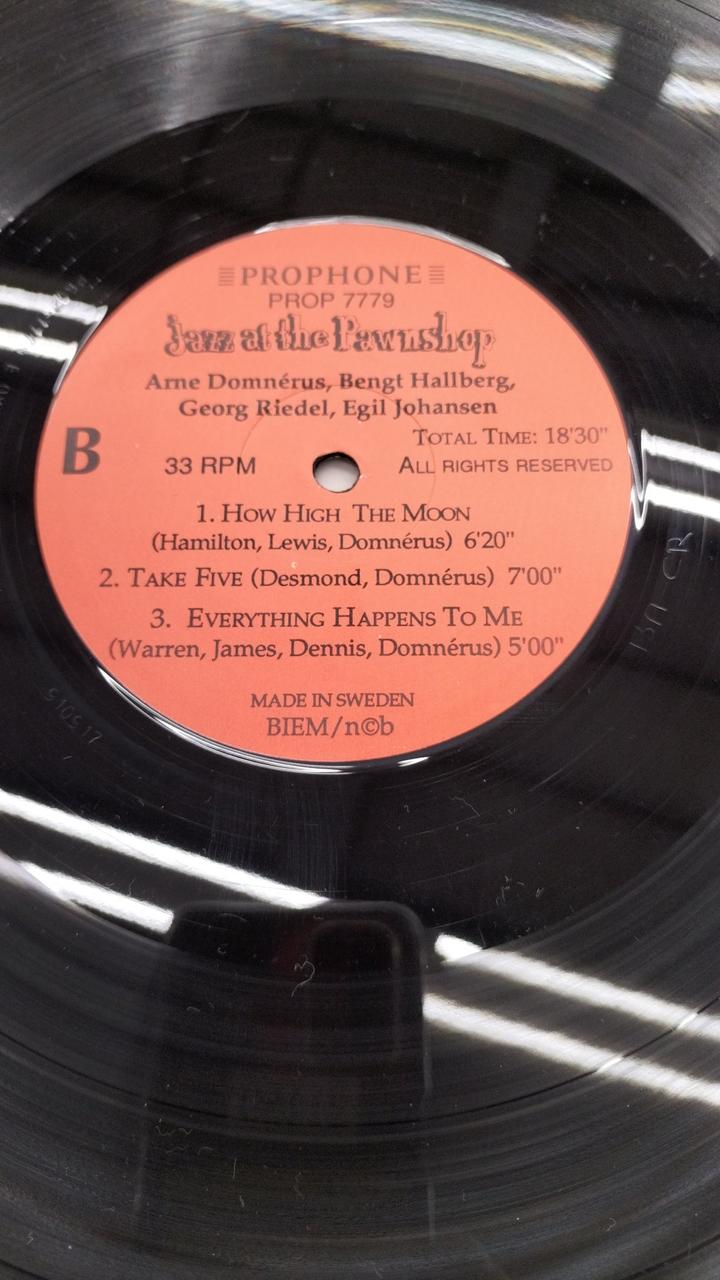 PROPHONE
PROP 7779
Jazz at the Pawnshop
Arne Domnérus, Bengt Hallberg,
Georg Riedel, Egil Johansen
TOTAL TIME: 18'30"
B 33 RPM ALL RIGHTS RESERVED
1. HOW HIGH THE MOON
(Hamilton, Lewis, Domnérus) 6'20"
2. TAKE FIVE (Desmond, Domnérus) 7'00"
3. EVERYTHING HAPPENS TO ME
(Warren, James, Dennis, Domnérus) 5'00"
MADE IN SWEDEN
BIEM/n©b